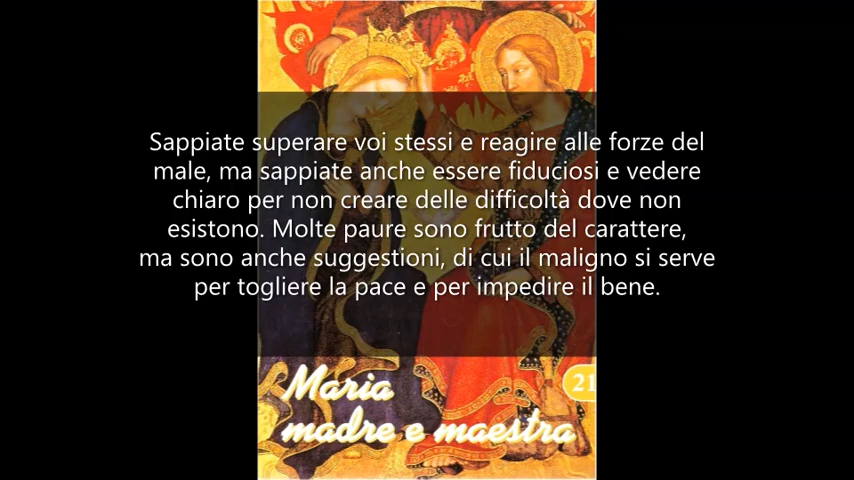 Sappiate superare voi stessi e reagire alle forze del
male, ma sappiate anche essere fiduciosi e vedere
chiaro per non creare delle difficoltà dove non
esistono. Molte paure sono frutto del carattere,
ma sono anche suggestioni, di cui il maligno si serve
per togliere la pace e per impedire il bene.
Maria
21
madre e maestra